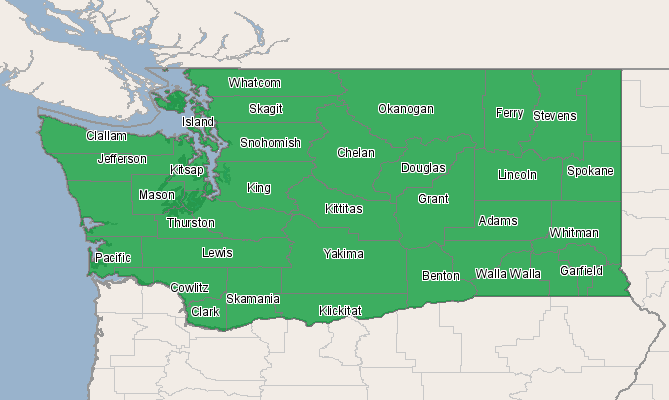 Whatcom
Skagit
Okanogan
Ferry
Stevens
Island
Clallam
Snohomish
Jefferson
Chelan
Kitsap
Douglas
Lincoln
Spokane
Mason
King
Grant
Kittitas
Thurston
Adams
Whitman
Pacific
Lewis
Yakima
Benton
Walla Walla
Garfield
Cowlitz
Skamania
Clark
Klickitat